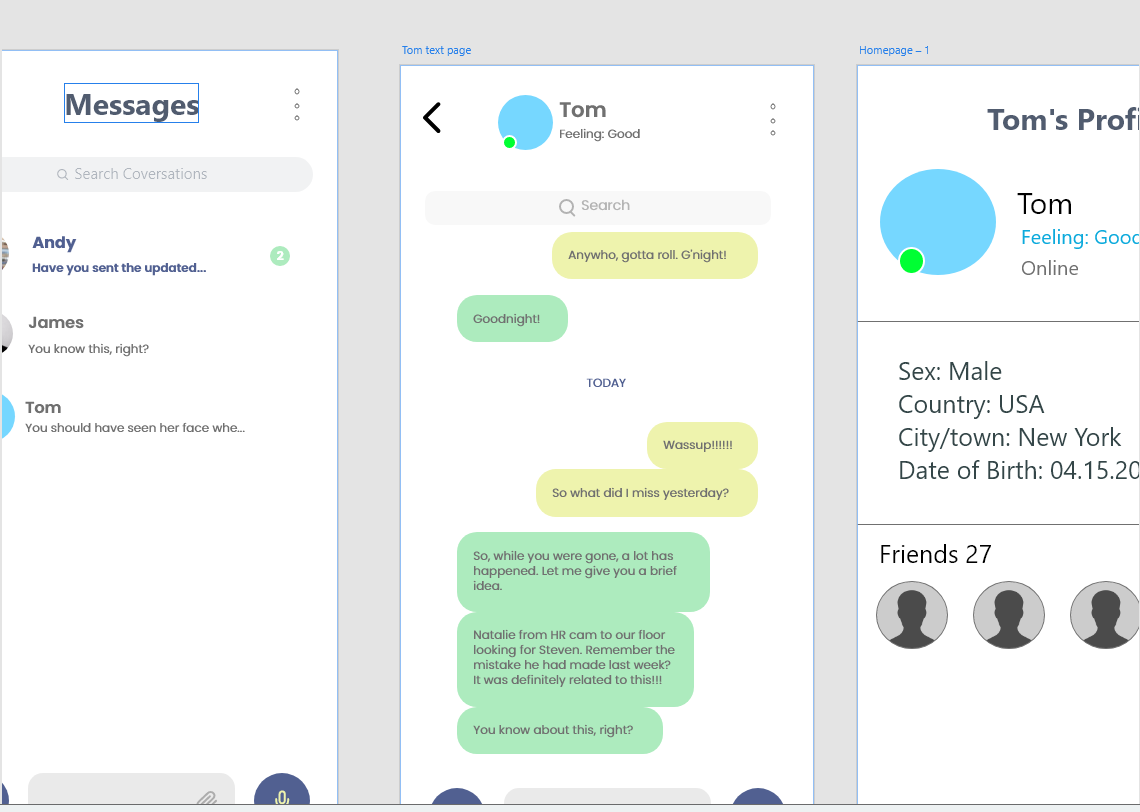 Messages
Search Coversations
Andy
Have you sent the updated...
2
James
You know this, right?
Tom
You should have seen her face whe...
Tom text page
Tom
Feeling: Good
Search
Anywho, gotta roll. G'night!
Goodnight!
TODAY
Wassup!!!!!!
So what did I miss yesterday?
So, while you were gone, a lot has
happened. Let me give you a brief
idea.
Natalie from HR cam to our floor
looking for Steven. Remember the
mistake he had made last week?
It was definitely related to this!!!
You know about this, right?
Homepage – 1
Tom's Profi
Tom
Feeling: Good
Online
Sex: Male
Country: USA
City/town: New York
Date of Birth: 04.15.20
Friends 27